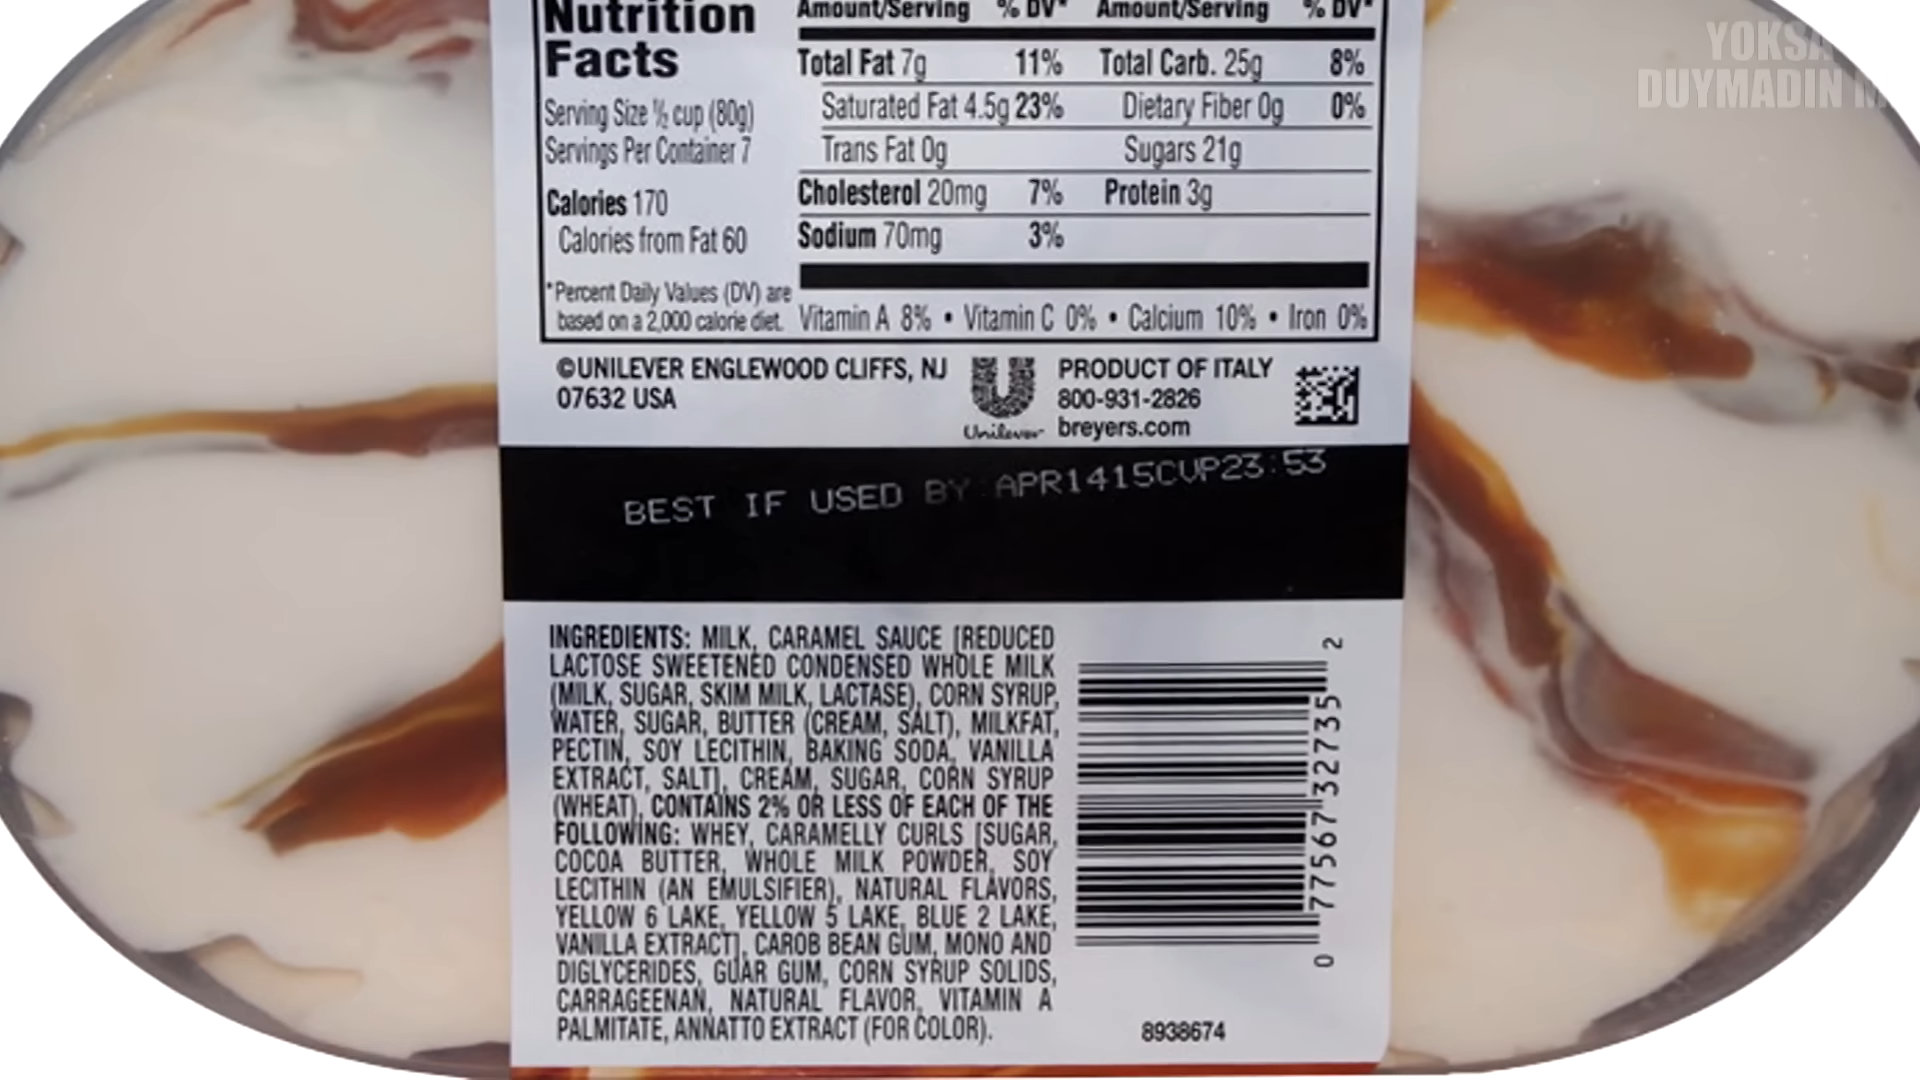 YOKSA
DUYMADIN
Nutrition
Facts
Serving Size ½ cup (80g)
Servings Per Container 7
Calories 170
Calories from Fat 60
*Percent Daily Values (DV) are
based on a 2,000 calorie diet.
Amount/Serving % DV* Amount/Serving % DV*
Total Fat 7g 11% Total Carb. 25g 8%
Saturated Fat 4.5g 23% Dietary Fiber 0g 0%
Trans Fat 0g Sugars 21g
Cholesterol 20mg 7% Protein 3g
Sodium 70mg 3%
Vitamin A 8% • Vitamin C 0% • Calcium 10% • Iron 0%
©UNILEVER ENGLEWOOD CLIFFS, NJ
07632 USA
Unilever
PRODUCT OF ITALY
800-931-2826
breyers.com
BEST IF USED BY APR1415CVP23:53
INGREDIENTS: MILK, CARAMEL SAUCE [REDUCED
LACTOSE SWEETENED CONDENSED WHOLE MILK
(MILK, SUGAR, SKIM MILK, LACTASE), CORN SYRUP,
WATER, SUGAR, BUTTER (CREAM, SALT), MILKFAT,
PECTIN, SOY LECITHIN, BAKING SODA, VANILLA
EXTRACT, SALT], CREAM, SUGAR, CORN SYRUP
(WHEAT), CONTAINS 2% OR LESS OF EACH OF THE
FOLLOWING: WHEY, CARAMELLY CURLS [SUGAR,
COCOA BUTTER, WHOLE MILK POWDER, SOY
LECITHIN (AN EMULSIFIER), NATURAL FLAVORS,
YELLOW 6 LAKE, YELLOW 5 LAKE, BLUE 2 LAKE,
VANILLA EXTRACT], CAROB BEAN GUM, MONO AND
DIGLYCERIDES, GUAR GUM, CORN SYRUP SOLIDS,
CARRAGEENAN, NATURAL FLAVOR, VITAMIN A
PALMITATE, ANNATTO EXTRACT (FOR COLOR).
0 77567 32735 2
8938674